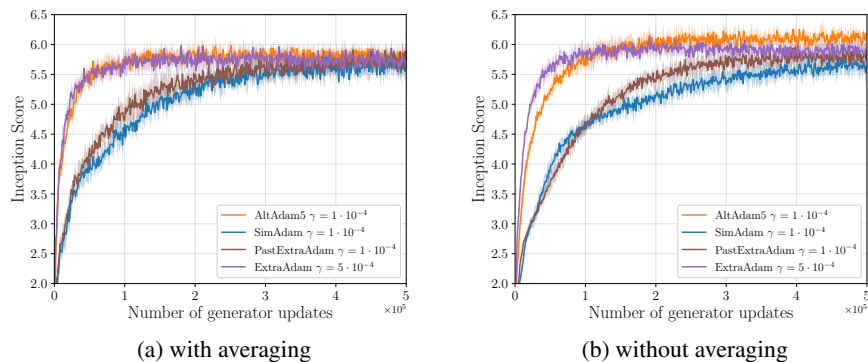 6.5
6.0
5.5
5.0
4.5
4.0
3.5
3.0
2.5
2.0
Inception Score
0 1 2 3 4 5
×10⁵
Number of generator updates
AltAdam5 γ = 1 · 10⁻⁴
SimAdam γ = 1 · 10⁻⁴
PastExtraAdam γ = 1 · 10⁻⁴
ExtraAdam γ = 5 · 10⁻⁴
(a) with averaging
6.5
6.0
5.5
5.0
4.5
4.0
3.5
3.0
2.5
2.0
Inception Score
0 1 2 3 4 5
×10⁵
Number of generator updates
AltAdam5 γ = 1 · 10⁻⁴
SimAdam γ = 1 · 10⁻⁴
PastExtraAdam γ = 1 · 10⁻⁴
ExtraAdam γ = 5 · 10⁻⁴
(b) without averaging